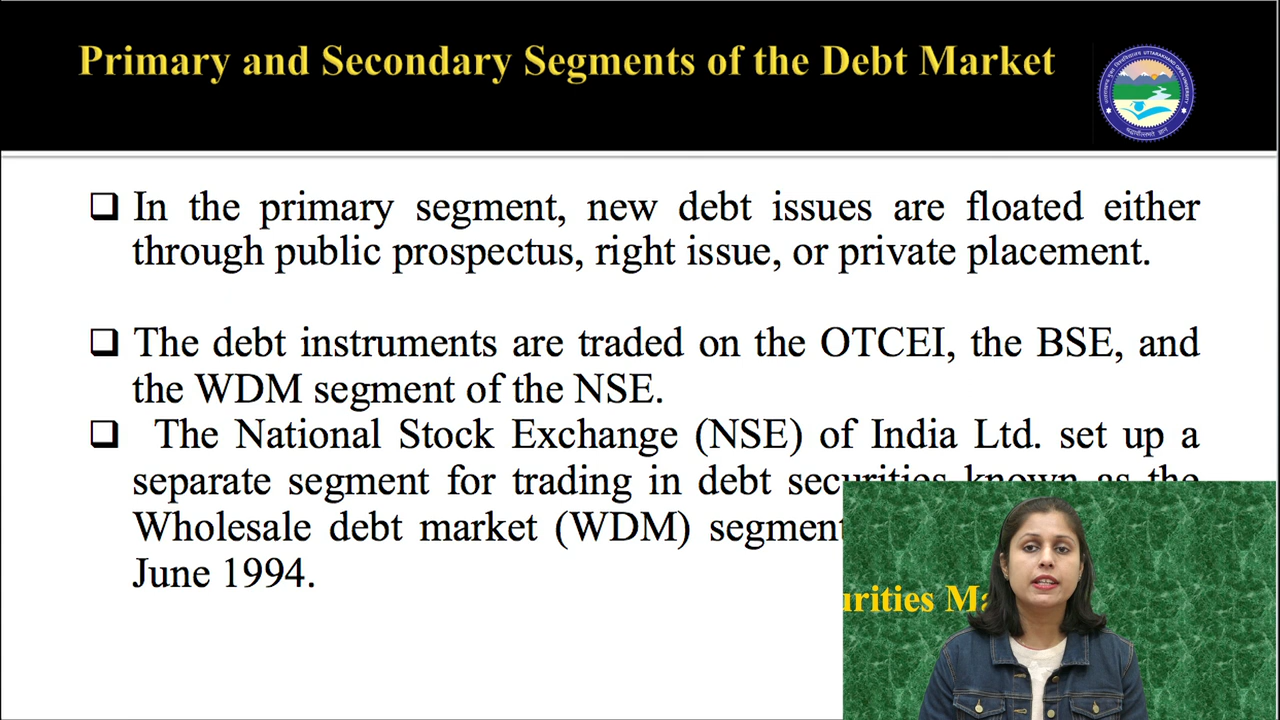 Primary and Secondary Segments of the Debt Market
In the primary segment, new debt issues are floated either
through public prospectus, right issue, or private placement.
The debt instruments are traded on the OTCEI, the BSE, and
the WDM segment of the NSE.
The National Stock Exchange (NSE) of India Ltd. set up a
separate segment for trading in debt securities known as the
Wholesale debt market (WDM) segment
June 1994.